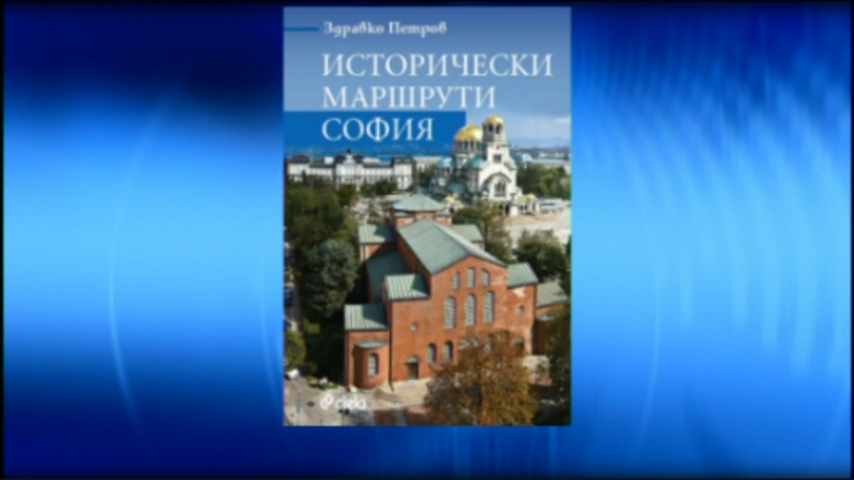 Здравко Петров
ИСТОРИЧЕСКИ
МАРШРУТИ
СОФИЯ
ciela